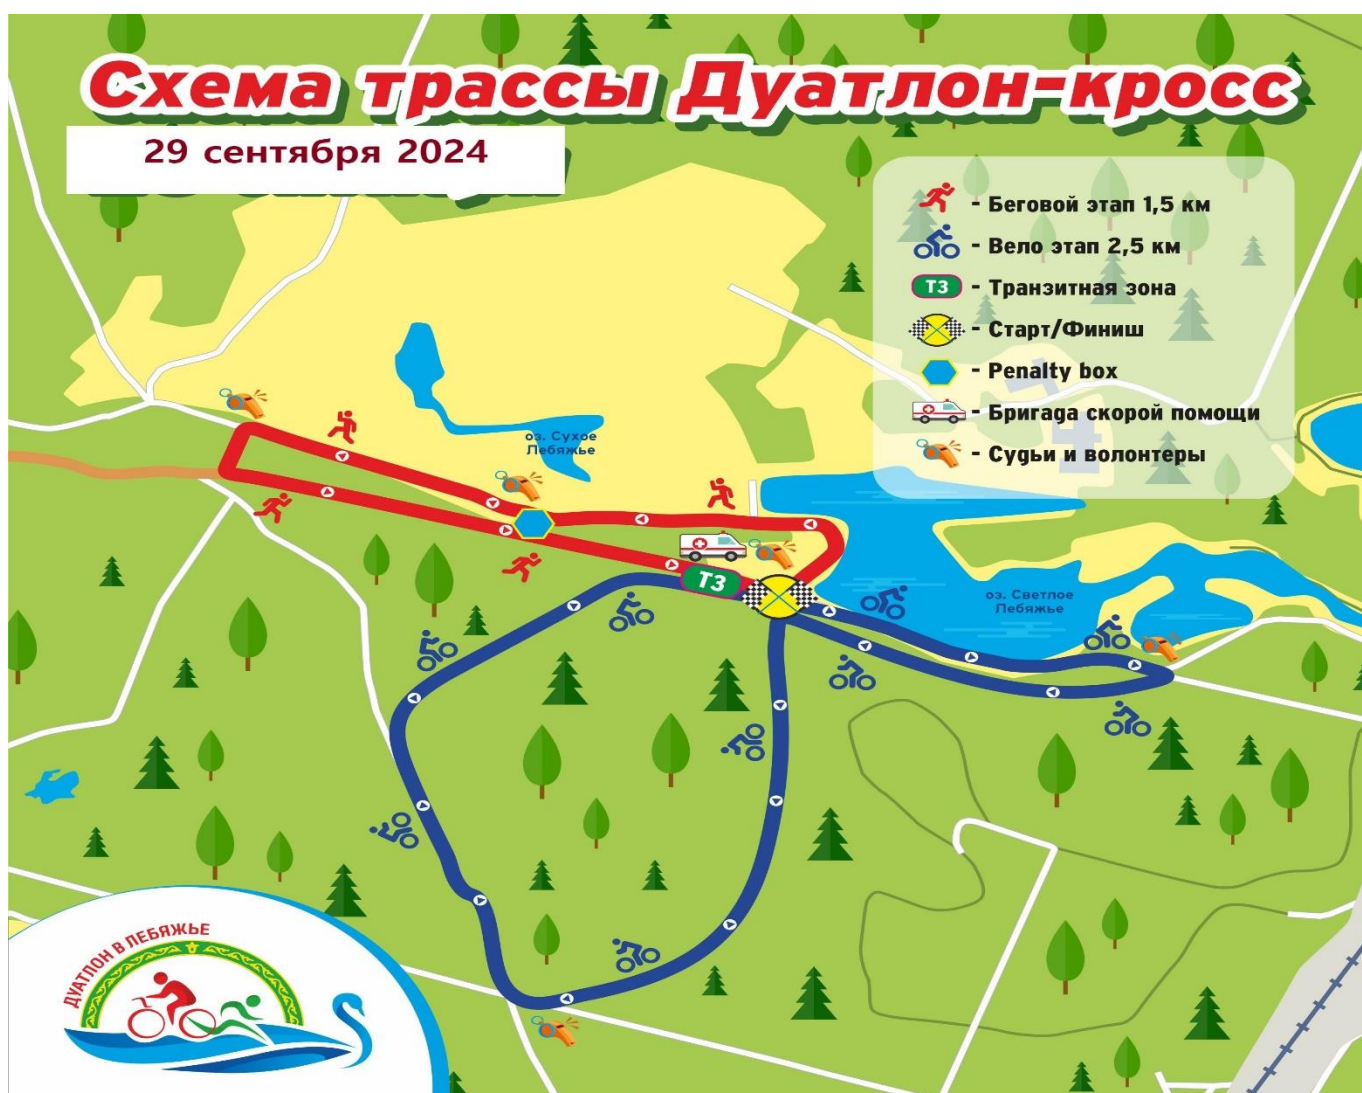 Схема трассы Дуатлон-кросс
29 сентября 2024
- Беговой этап 1,5 км
- Вело этап 2,5 км
ТЗ - Транзитная зона
- Старт/Финиш
- Penalty box
- Бригада скорой помощи
- Судьи и волонтеры
оз. Сухое
Лебяжье
ТЗ
оз. Светлое
Лебяжье
ДУАТЛОН В ЛЕБЯЖЬЕ